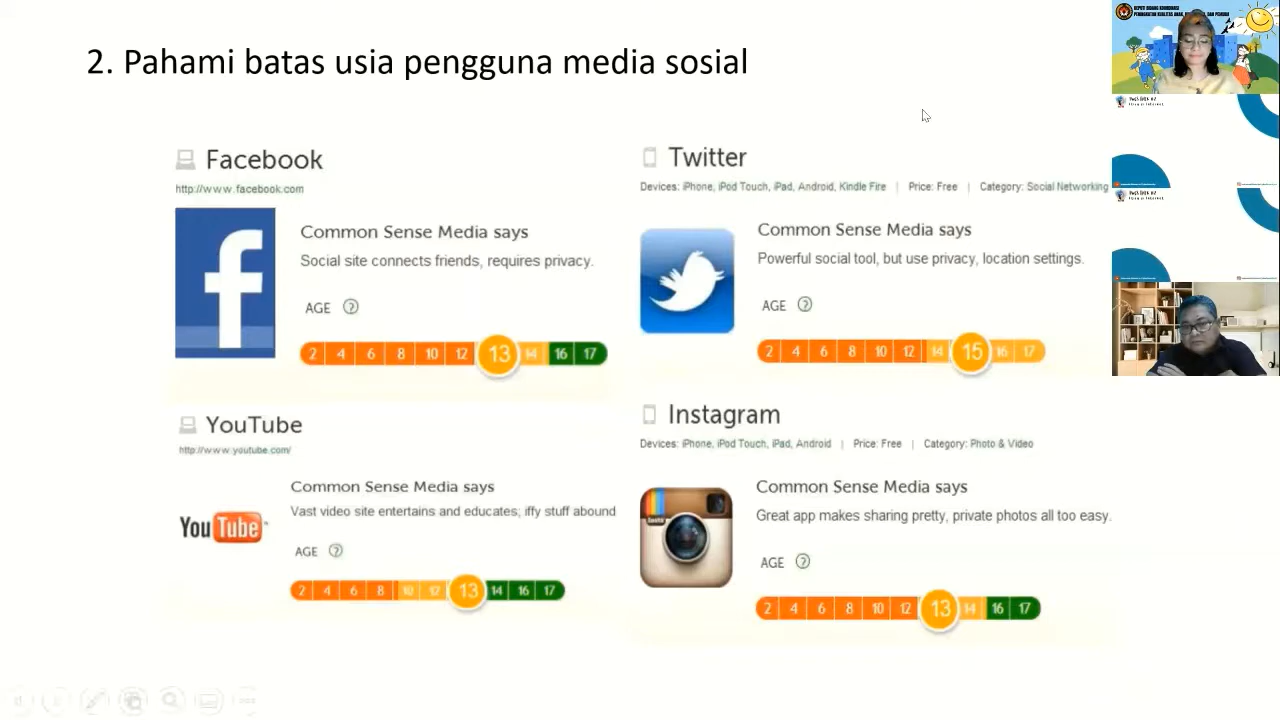 2. Pahami batas usia pengguna media sosial
Facebook
http://www.facebook.com
Common Sense Media says
Social site connects friends, requires privacy.
AGE ?
2 4 6 8 10 12 13 14 16 17
Twitter
Devices: iPhone, iPod Touch, iPad, Android, Kindle Fire | Price: Free | Category: Social Networking
Common Sense Media says
Powerful social tool, but use privacy, location settings.
AGE ?
2 4 6 8 10 12 14 15 16 17
YouTube
http://www.youtube.com/
You Tube
Common Sense Media says
Vast video site entertains and educates; iffy stuff abound
AGE ?
2 4 6 8 10 12 13 14 16 17
Instagram
Devices: iPhone, iPod Touch, iPad, Android | Price: Free | Category: Photo & Video
Common Sense Media says
Great app makes sharing pretty, private photos all too easy.
AGE ?
2 4 6 8 10 12 13 14 16 17
DEPUTI BIDANG KOORDINASI